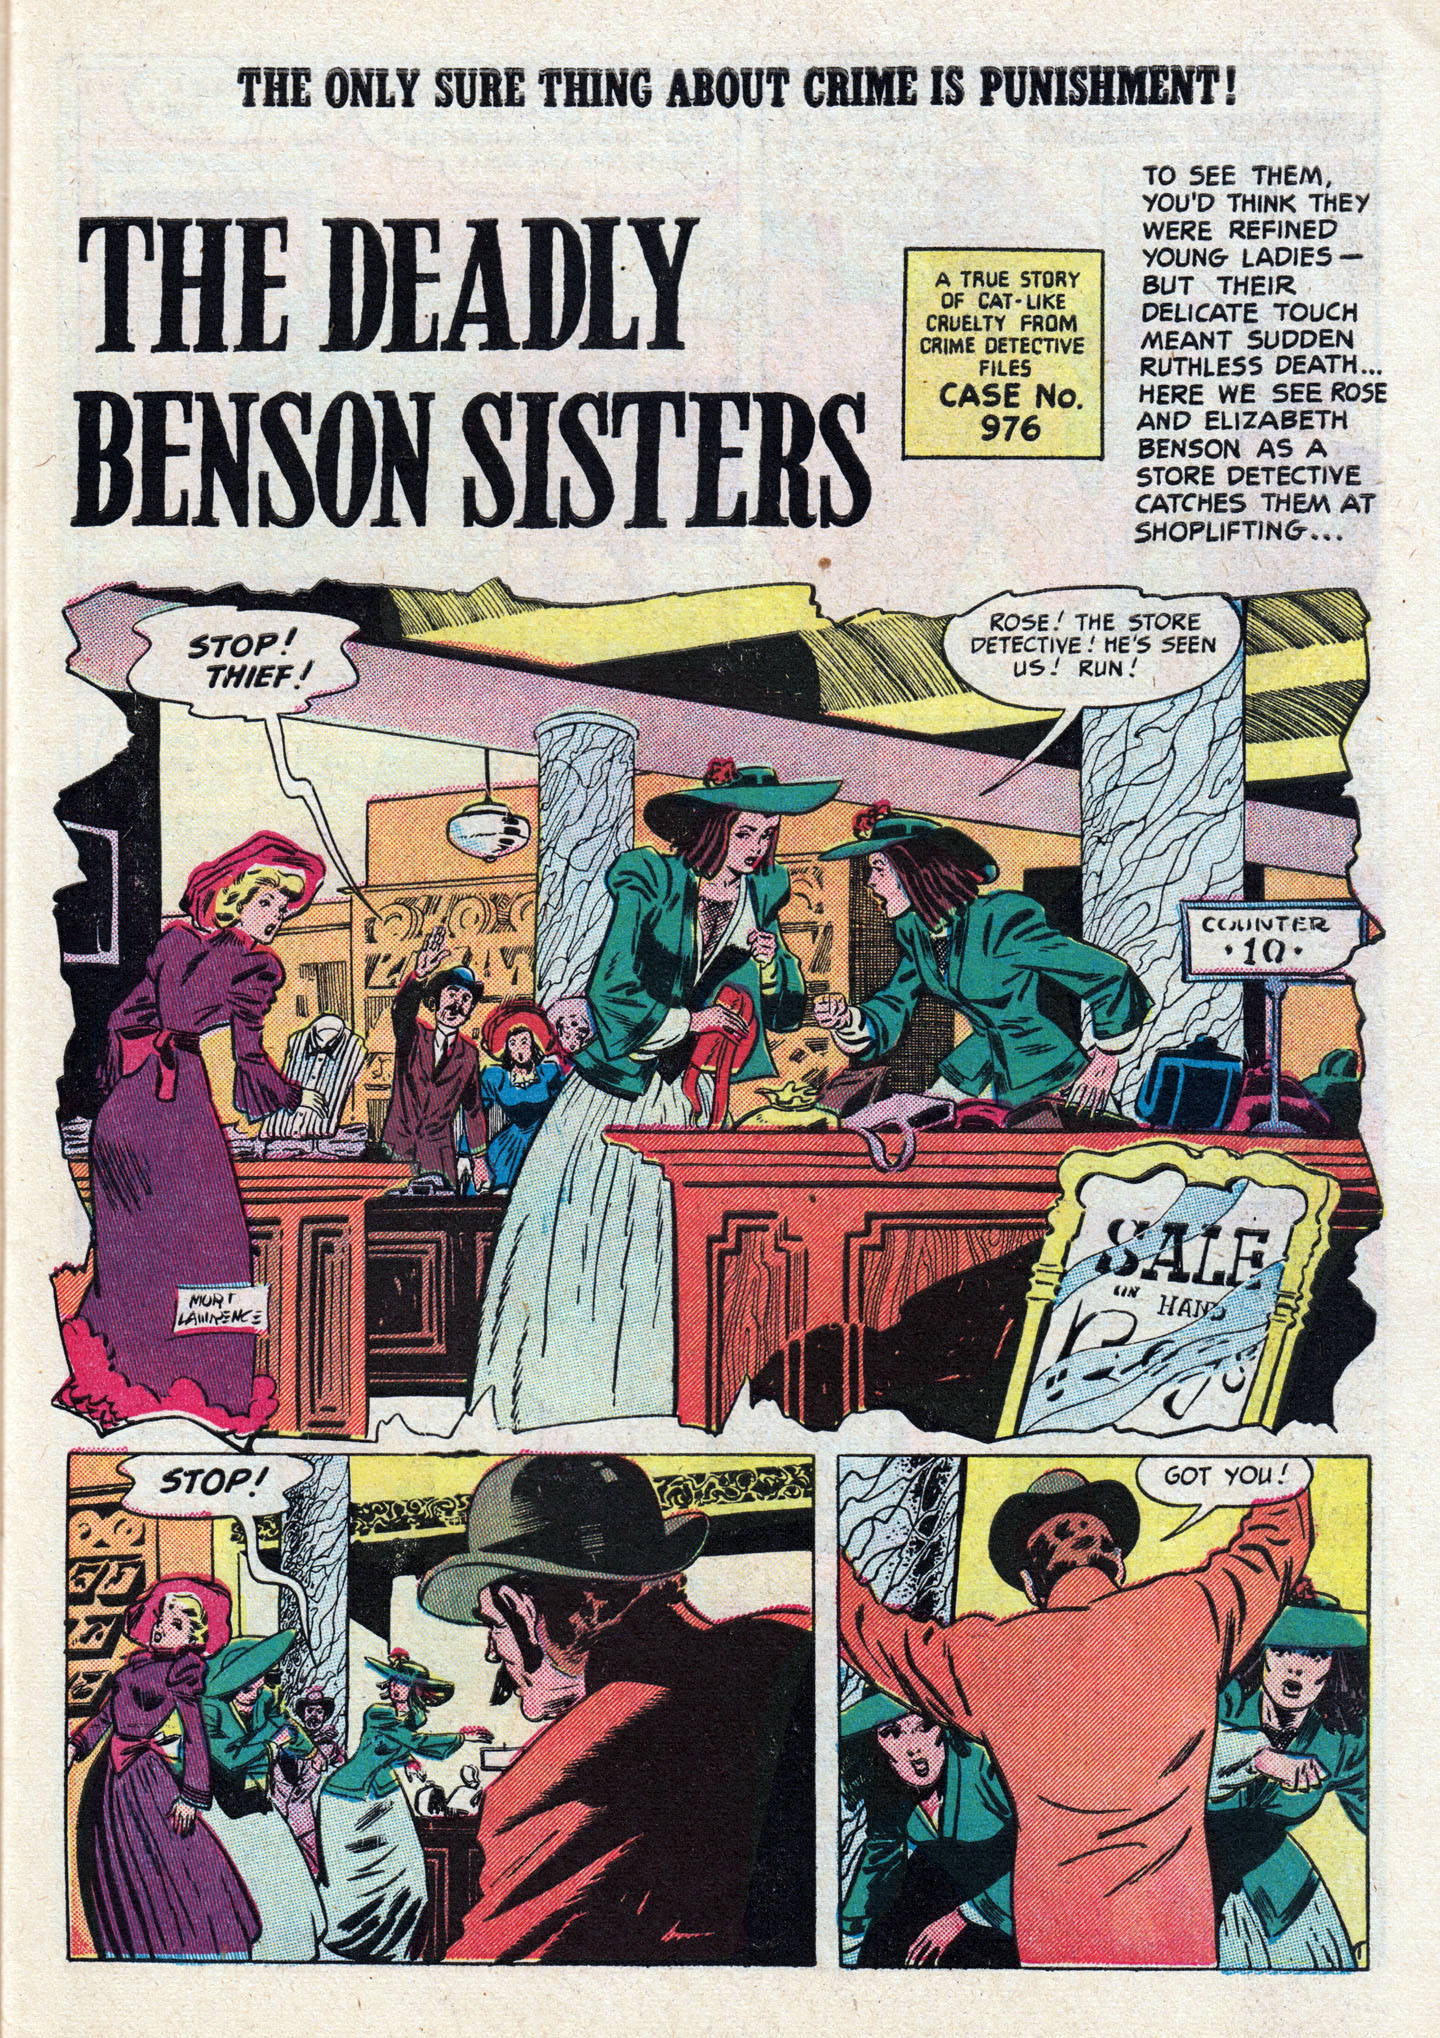 THE ONLY SURE THING ABOUT CRIME IS PUNISHMENT!
THE DEADLY
BENSON SISTERS
A TRUE STORY
OF CAT-LIKE
CRUELTY FROM
CRIME DETECTIVE
FILES
CASE No.
976
TO SEE THEM,
YOU'D THINK THEY
WERE REFINED
YOUNG LADIES—
BUT THEIR
DELICATE TOUCH
MEANT SUDDEN
RUTHLESS DEATH...
HERE WE SEE ROSE
AND ELIZABETH
BENSON AS A
STORE DETECTIVE
CATCHES THEM AT
SHOPLIFTING...
STOP!
THIEF!
ROSE! THE STORE
DETECTIVE! HE'S SEEN
US! RUN!
COUNTER
·10·
SALE
ON HAND
MORT
LAWRENCE
STOP!
GOT YOU!